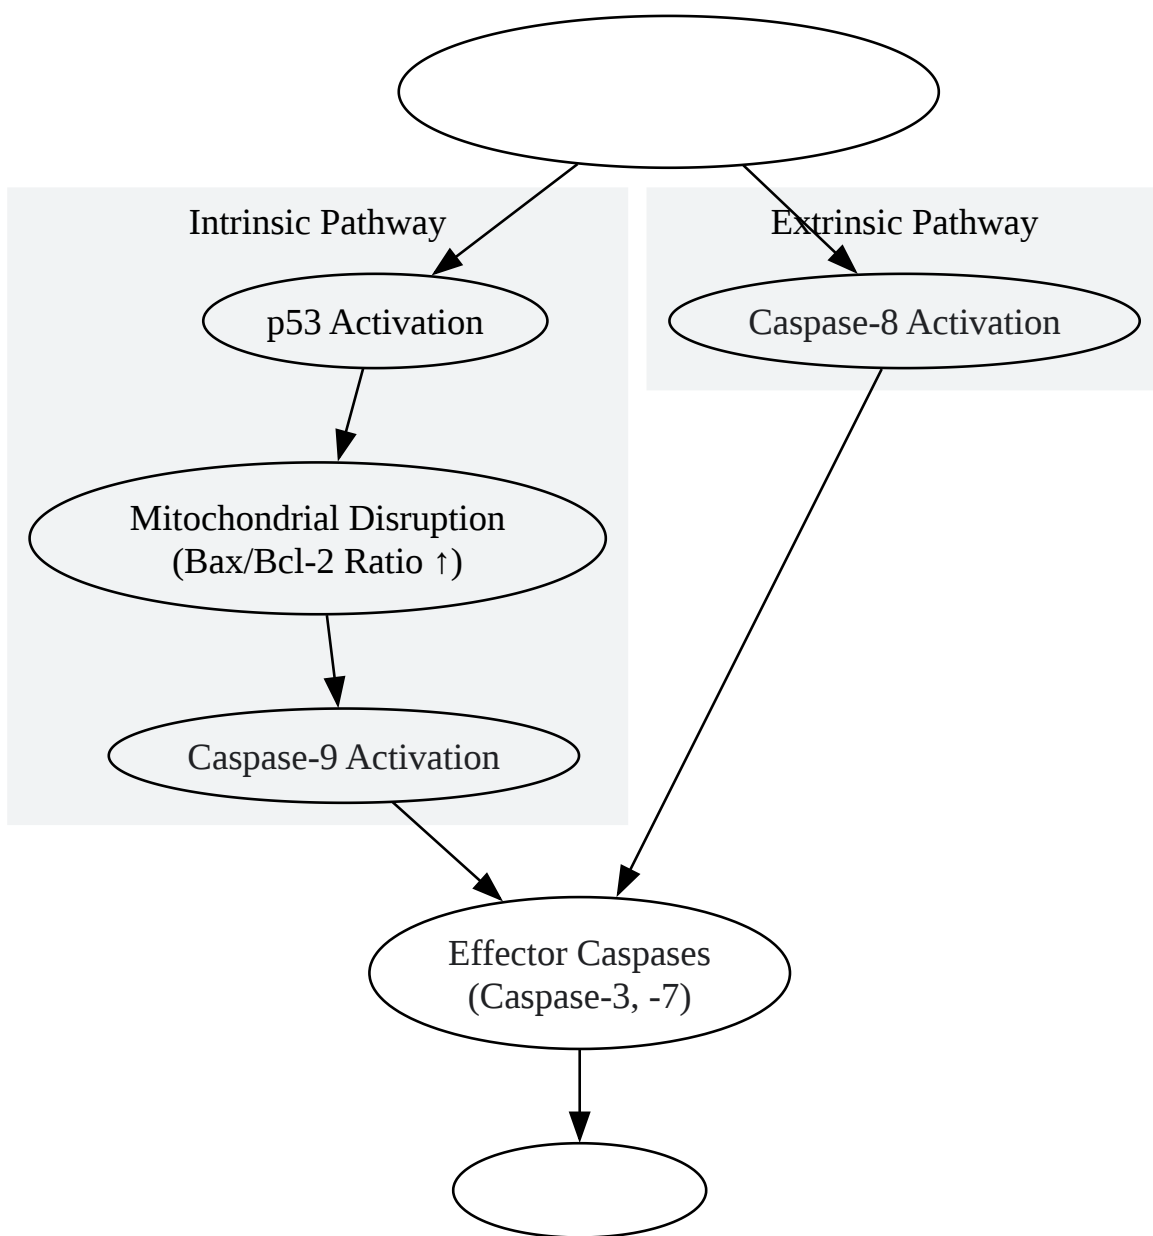 Intrinsic Pathway
Extrinsic Pathway
p53 Activation
Caspase-8 Activation
Mitochondrial Disruption
(Bax/Bcl-2 Ratio ↑)
Caspase-9 Activation
Effector Caspases
(Caspase-3, -7)